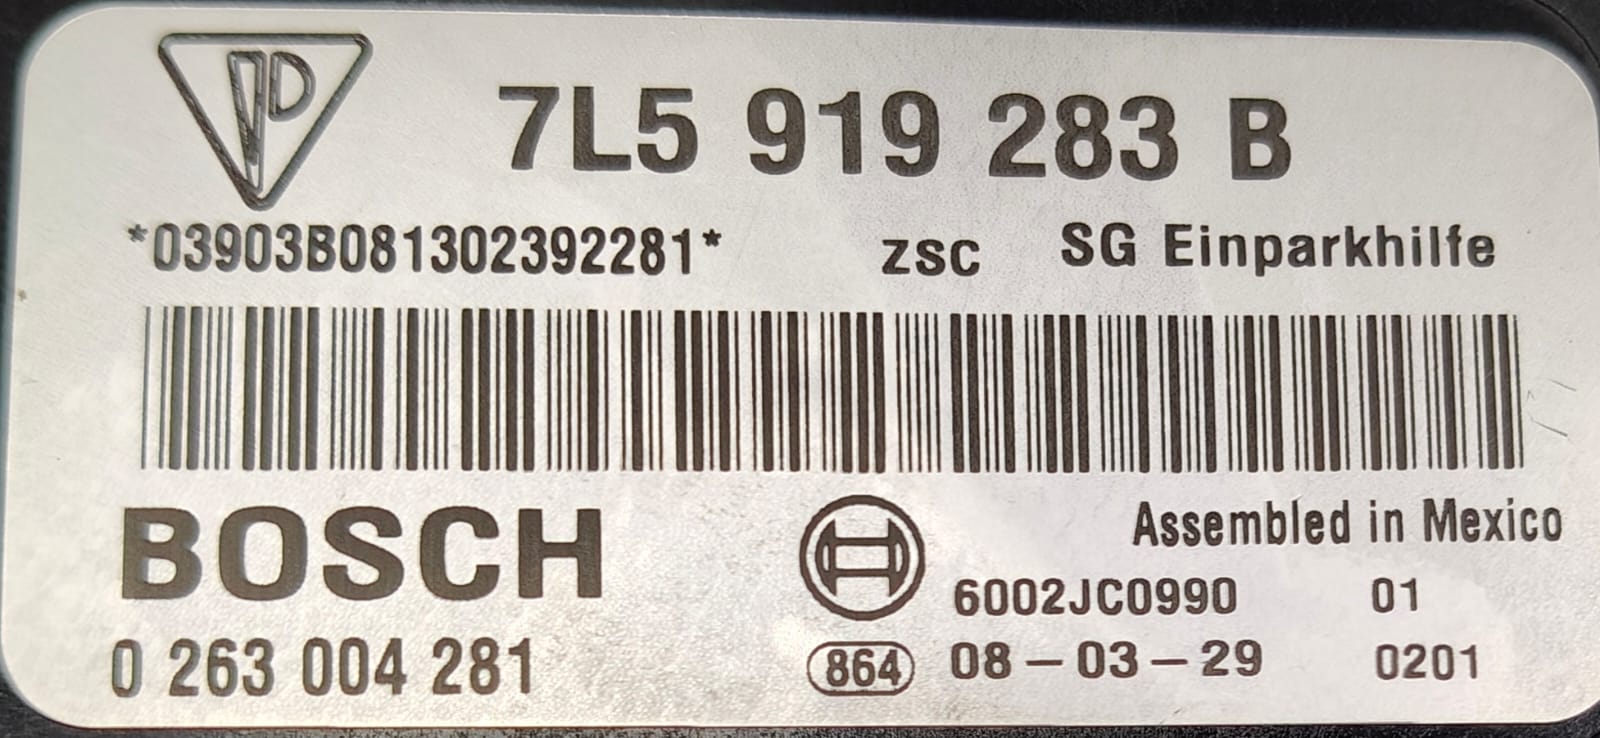 7L5 919 283 B
*03903B081302392281* ZSC SG Einparkhilfe
BOSCH
Assembled in Mexico
6002JC0990 01
0 263 004 281
864 08-03-29 0201